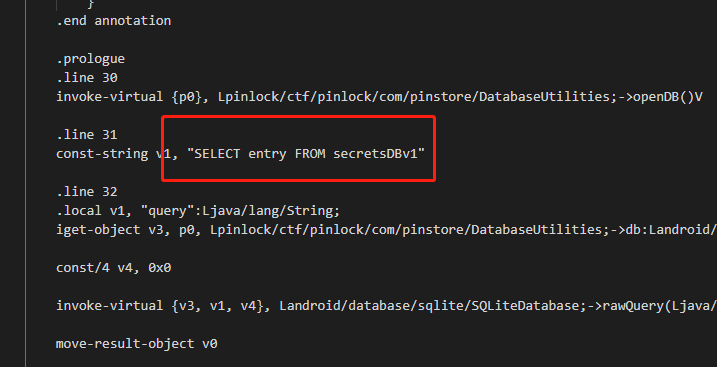 }
.end annotation
.prologue
.line 30
invoke-virtual {p0}, Lpinlock/ctf/pinlock/com/pinstore/DatabaseUtilities;->openDB()V
.line 31
const-string v1, "SELECT entry FROM secretsDBv1"
.line 32
.local v1, "query":Ljava/lang/String;
iget-object v3, p0, Lpinlock/ctf/pinlock/com/pinstore/DatabaseUtilities;->db:Landroid/
const/4 v4, 0x0
invoke-virtual {v3, v1, v4}, Landroid/database/sqlite/SQLiteDatabase;->rawQuery(Ljava/
move-result-object v0